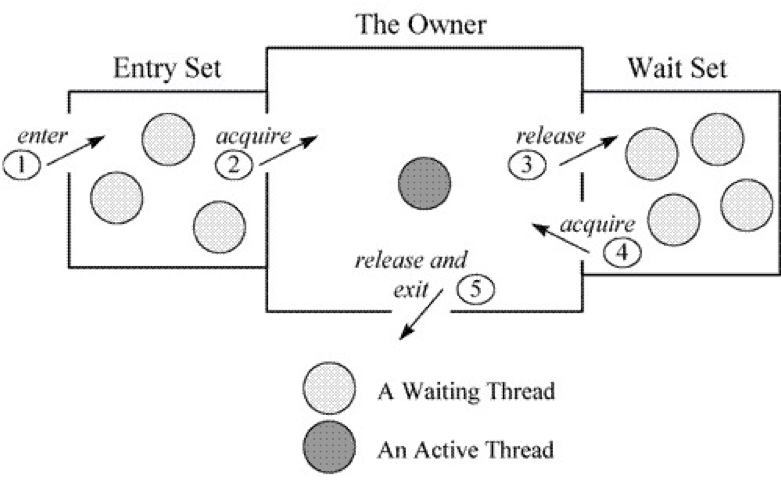 The Owner
Entry Set
Wait Set
enter
1
acquire
2
release
3
acquire
4
release and
exit
5
A Waiting Thread
An Active Thread